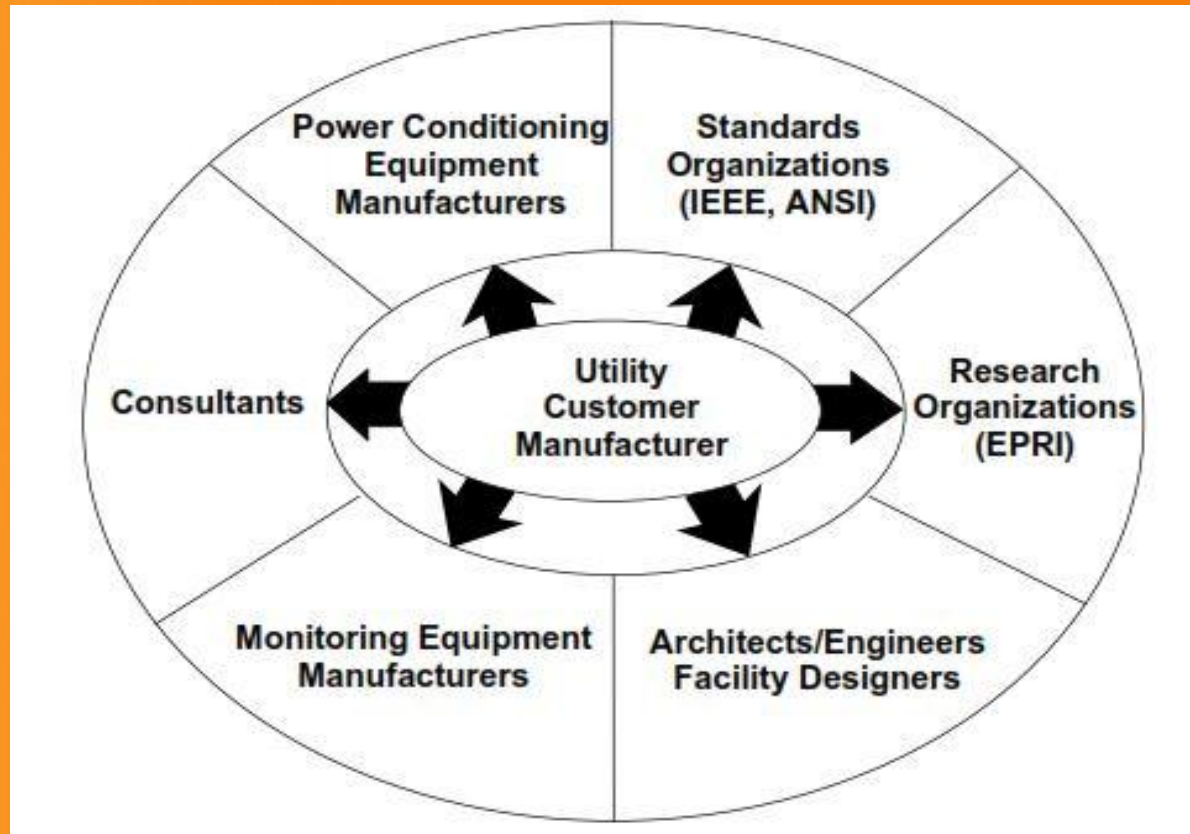 Power Conditioning
Equipment
Manufacturers
Standards
Organizations
(IEEE, ANSI)
Consultants
Utility
Customer
Manufacturer
Research
Organizations
(EPRI)
Monitoring Equipment
Manufacturers
Architects/Engineers
Facility Designers